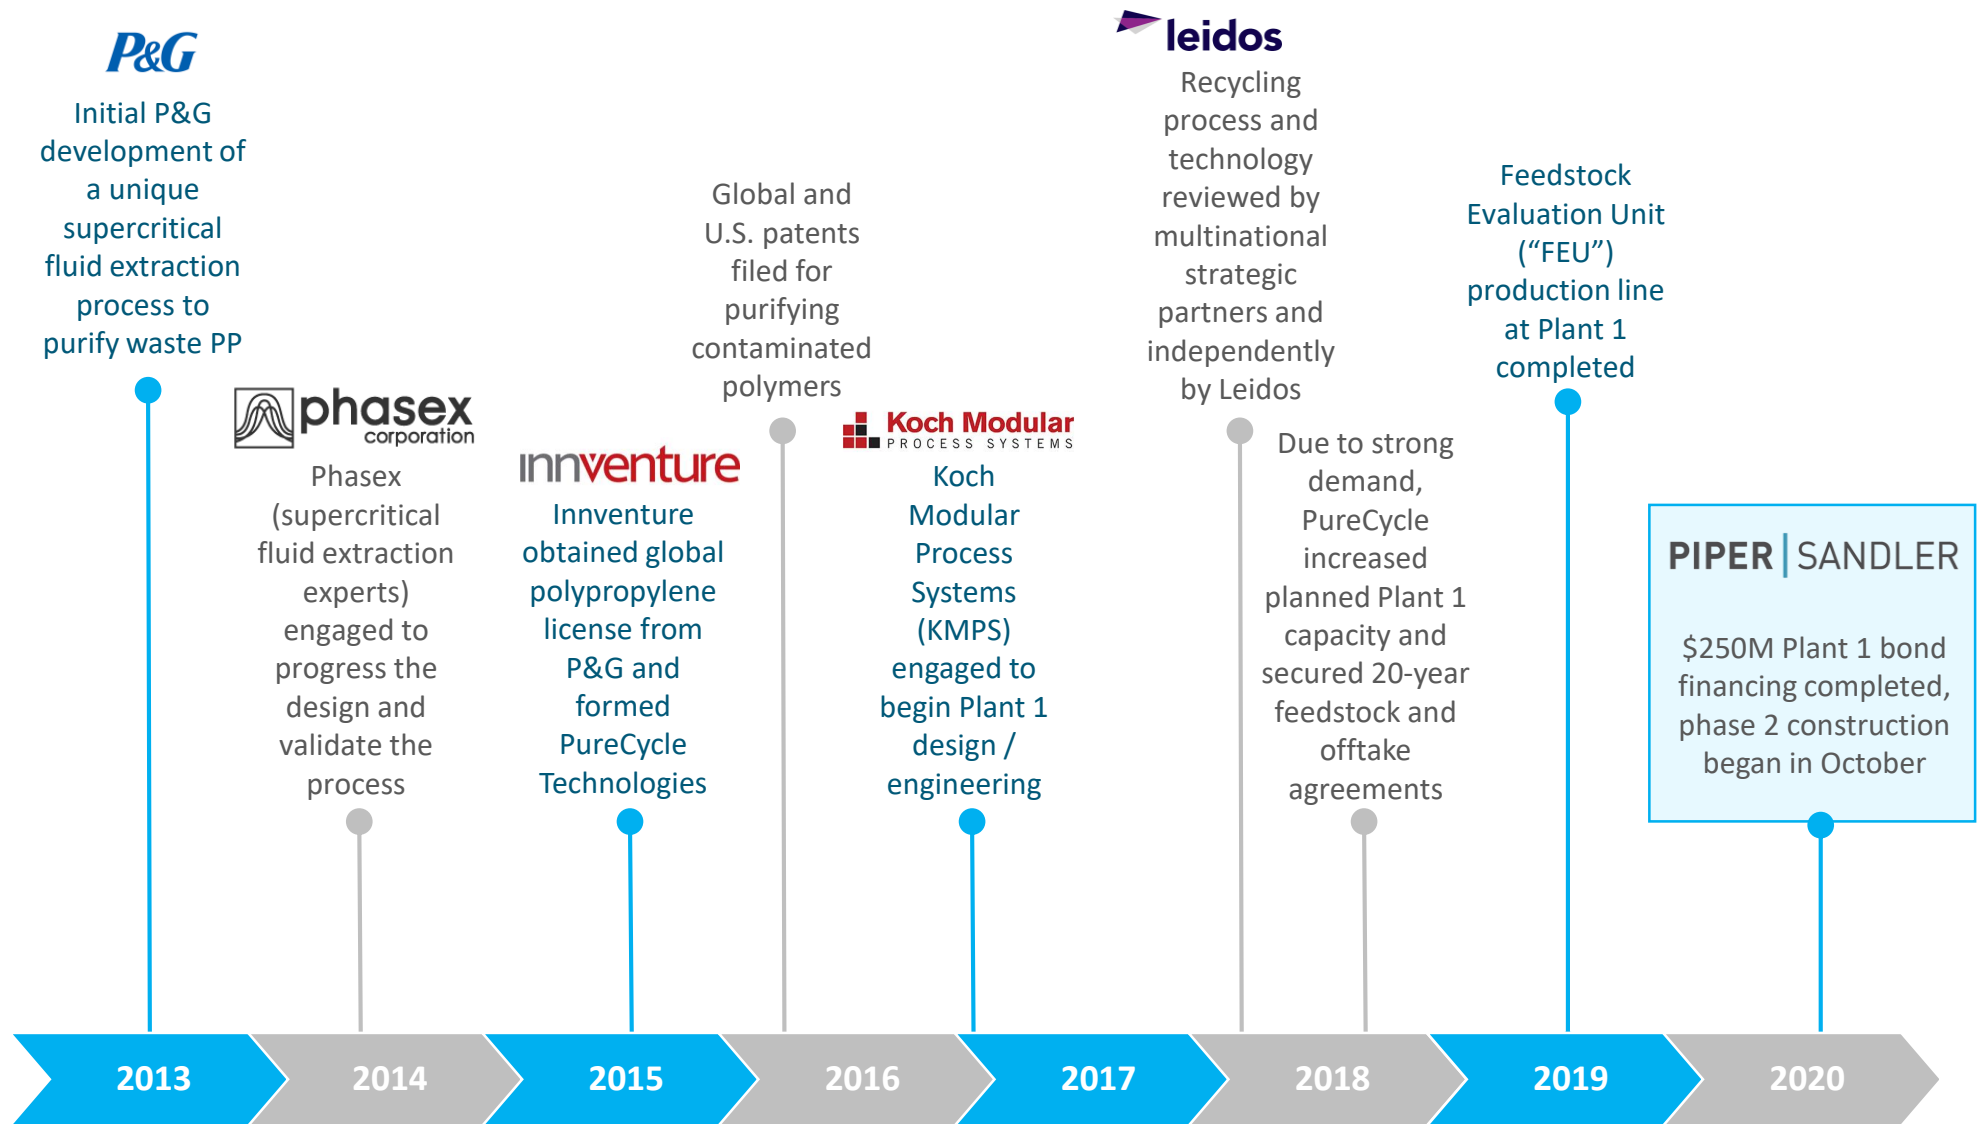 P&G
Initial P&G
development of
a unique
supercritical
fluid extraction
process to
purify waste PP
phasex
corporation
Phasex
(supercritical
fluid extraction
experts)
engaged to
progress the
design and
validate the
process
innventure
Innventure
obtained global
polypropylene
license from
P&G and
formed
PureCycle
Technologies
Global and
U.S. patents
filed for
purifying
contaminated
polymers
Koch Modular
PROCESS SYSTEMS
Koch
Modular
Process
Systems
(KMPS)
engaged to
begin Plant 1
design /
engineering
leidos
Recycling
process and
technology
reviewed by
multinational
strategic
partners and
independently
by Leidos
Due to strong
demand,
PureCycle
increased
planned Plant 1
capacity and
secured 20-year
feedstock and
offtake
agreements
Feedstock
Evaluation Unit
(“FEU”)
production line
at Plant 1
completed
PIPER | SANDLER
$250M Plant 1 bond
financing completed,
phase 2 construction
began in October
2013
2014
2015
2016
2017
2018
2019
2020